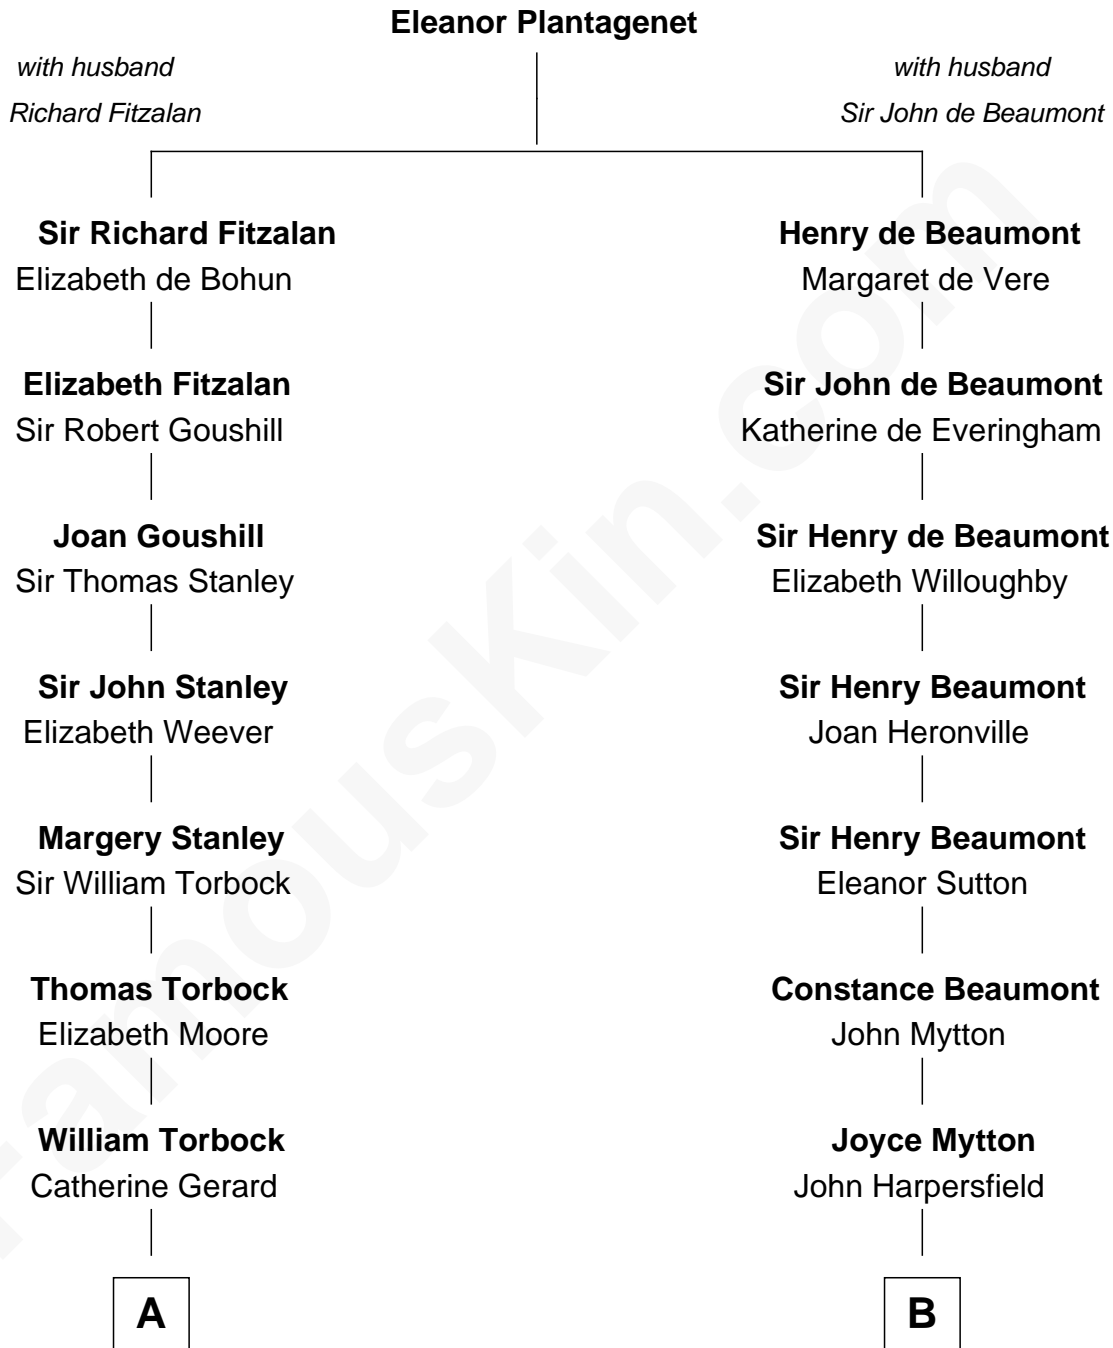 Eleanor Plantagenet
with husband
Richard Fitzalan
with husband
Sir John de Beaumont
Sir Richard Fitzalan
Elizabeth de Bohun
Henry de Beaumont
Margaret de Vere
Elizabeth Fitzalan
Sir Robert Goushill
Sir John de Beaumont
Katherine de Everingham
Joan Goushill
Sir Thomas Stanley
Sir Henry de Beaumont
Elizabeth Willoughby
Sir John Stanley
Elizabeth Weever
Sir Henry Beaumont
Joan Heronville
Margery Stanley
Sir William Torbock
Sir Henry Beaumont
Eleanor Sutton
Thomas Torbock
Elizabeth Moore
Constance Beaumont
John Mytton
William Torbock
Catherine Gerard
Joyce Mytton
John Harpersfield
A
B
FamousKin.com